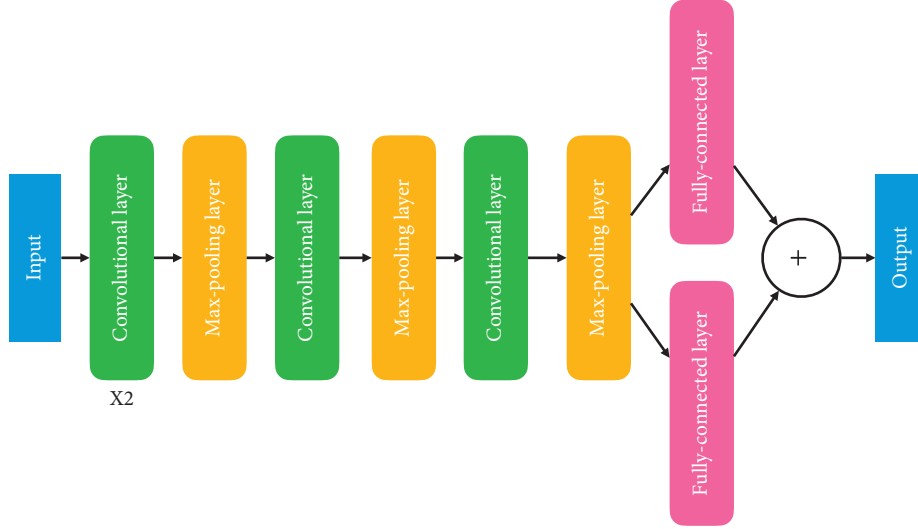 Input
Convolutional layer
X2
Max-pooling layer
Convolutional layer
Max-pooling layer
Convolutional layer
Max-pooling layer
Fully-connected layer
Fully-connected layer
+
Output